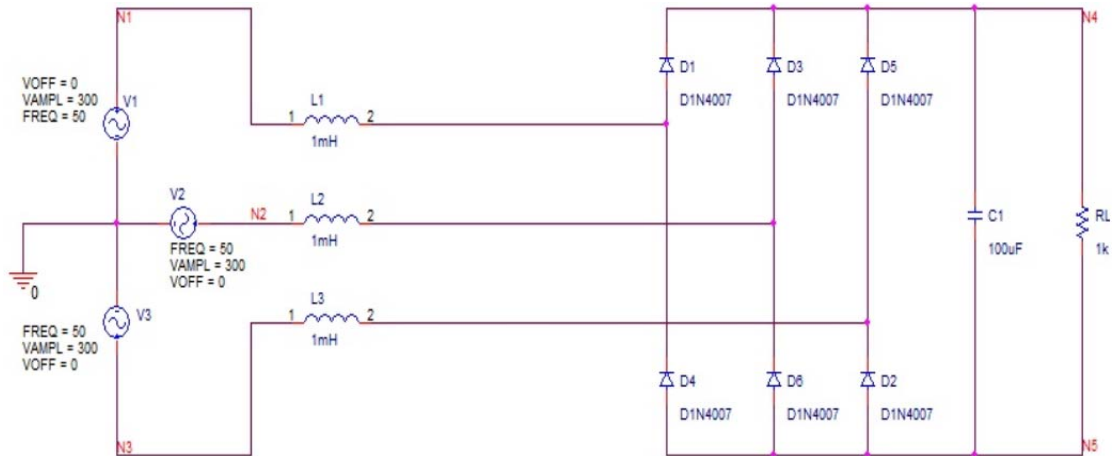 N1
N4
VOFF = 0
VAMPL = 300
FREQ = 50
V1
L1
1 2
1mH
D1
D1N4007
D3
D1N4007
D5
D1N4007
V2
N2
FREQ = 50
VAMPL = 300
VOFF = 0
L2
1 2
1mH
C1
100uF
RL
1k
0
V3
FREQ = 50
VAMPL = 300
VOFF = 0
L3
1 2
1mH
D4
D1N4007
D6
D1N4007
D2
D1N4007
N3
N5